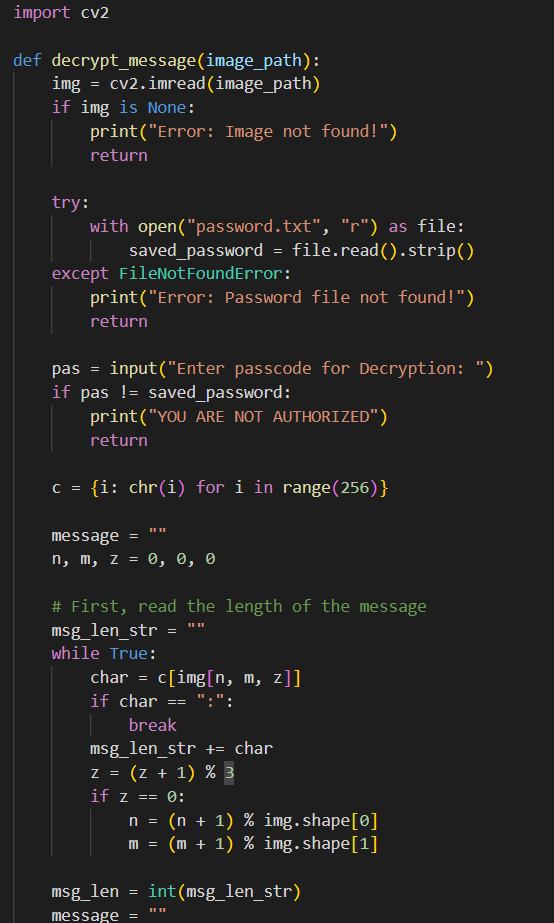 import cv2
def decrypt_message(image_path):
    img = cv2.imread(image_path)
    if img is None:
        print("Error: Image not found!")
        return
    try:
        with open("password.txt", "r") as file:
            saved_password = file.read().strip()
    except FileNotFoundError:
        print("Error: Password file not found!")
        return
    pas = input("Enter passcode for Decryption: ")
    if pas != saved_password:
        print("YOU ARE NOT AUTHORIZED")
        return
    c = {i: chr(i) for i in range(256)}
    message = ""
    n, m, z = 0, 0, 0
    # First, read the length of the message
    msg_len_str = ""
    while True:
        char = c[img[n, m, z]]
        if char == ":":
            break
        msg_len_str += char
        z = (z + 1) % 3
        if z == 0:
            n = (n + 1) % img.shape[0]
            m = (m + 1) % img.shape[1]
    msg_len = int(msg_len_str)
    message = ""